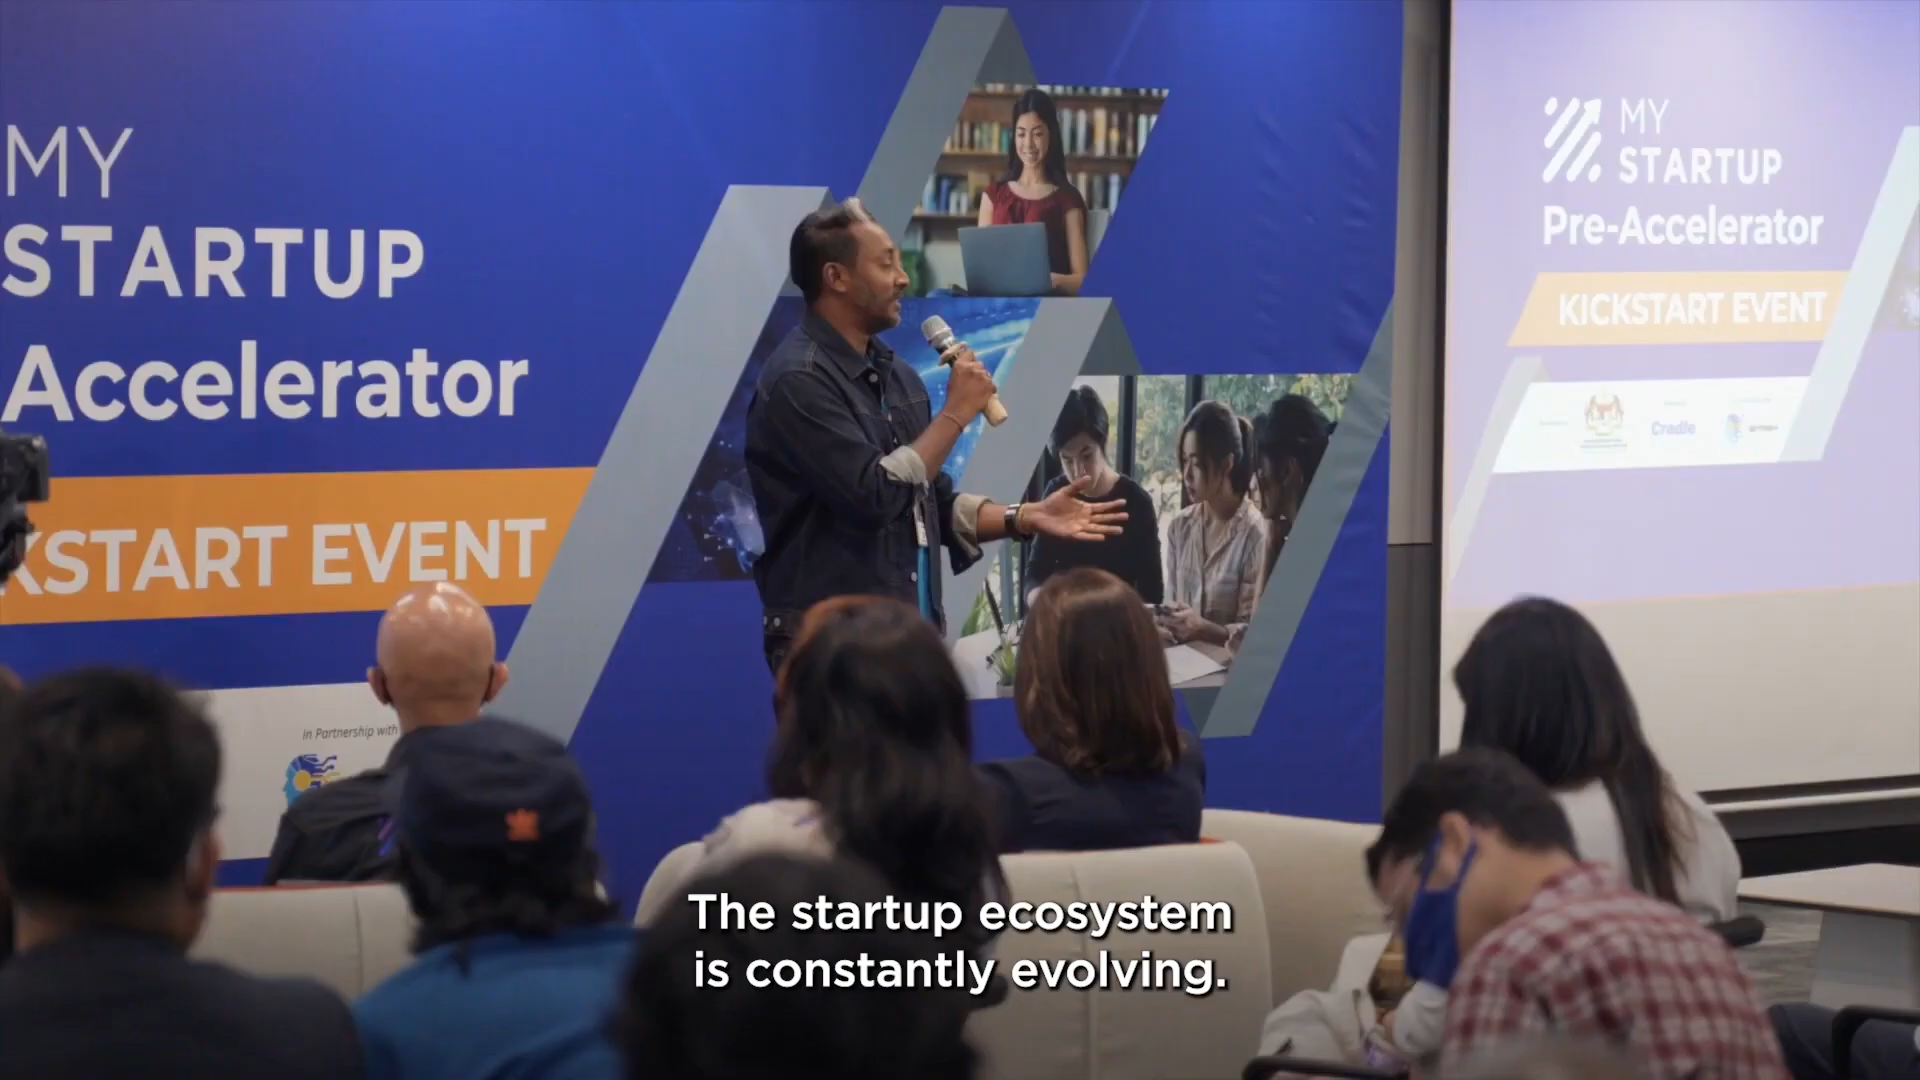 MY
STARTUP
Accelerator
KSTART EVENT
In Partnership with
MY
STARTUP
Pre-Accelerator
KICKSTART EVENT
Cradle
The startup ecosystem
is constantly evolving.